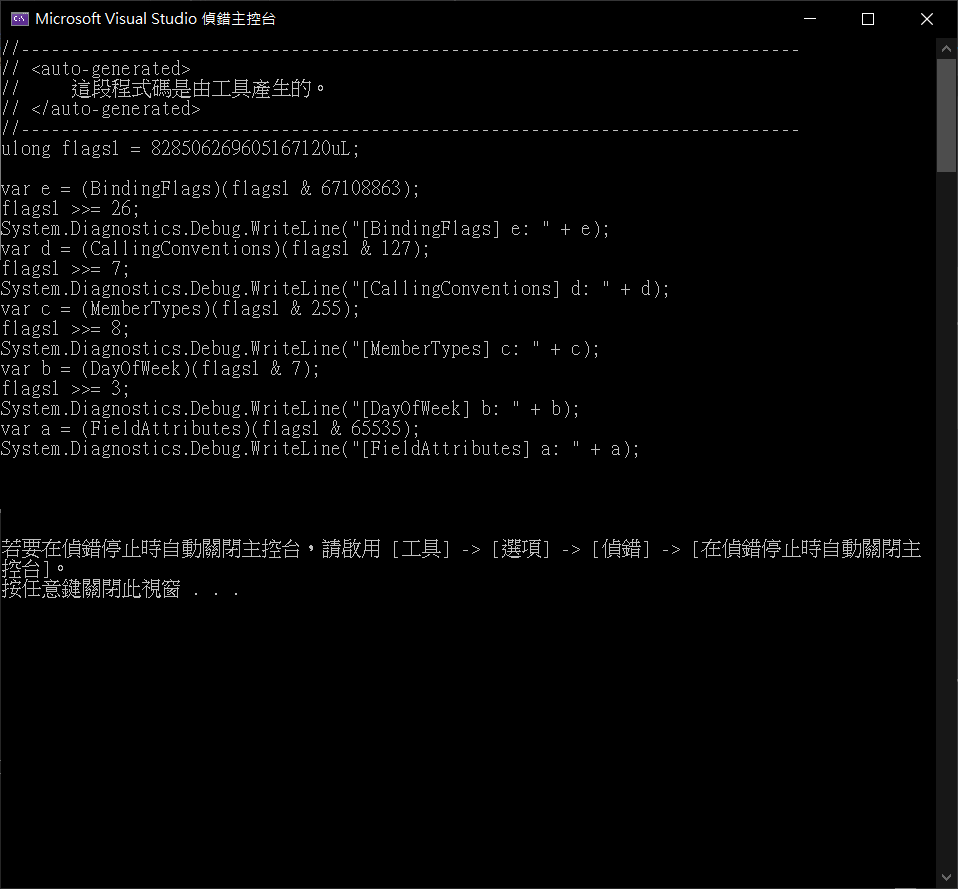 Microsoft Visual Studio 偵錯主控台
//------------------------------------------------------------------------------
// <auto-generated>
//     這段程式碼是由工具產生的。
// </auto-generated>
//------------------------------------------------------------------------------
ulong flags1 = 828506269605167120uL;
var e = (BindingFlags)(flags1 & 67108863);
flags1 >>= 26;
System.Diagnostics.Debug.WriteLine("[BindingFlags] e: " + e);
var d = (CallingConventions)(flags1 & 127);
flags1 >>= 7;
System.Diagnostics.Debug.WriteLine("[CallingConventions] d: " + d);
var c = (MemberTypes)(flags1 & 255);
flags1 >>= 8;
System.Diagnostics.Debug.WriteLine("[MemberTypes] c: " + c);
var b = (DayOfWeek)(flags1 & 7);
flags1 >>= 3;
System.Diagnostics.Debug.WriteLine("[DayOfWeek] b: " + b);
var a = (FieldAttributes)(flags1 & 65535);
System.Diagnostics.Debug.WriteLine("[FieldAttributes] a: " + a);
若要在偵錯停止時自動關閉主控台，請啟用 [工具] -> [選項] -> [偵錯] -> [在偵錯停止時自動關閉主
控台]。
按任意鍵關閉此視窗 . . .